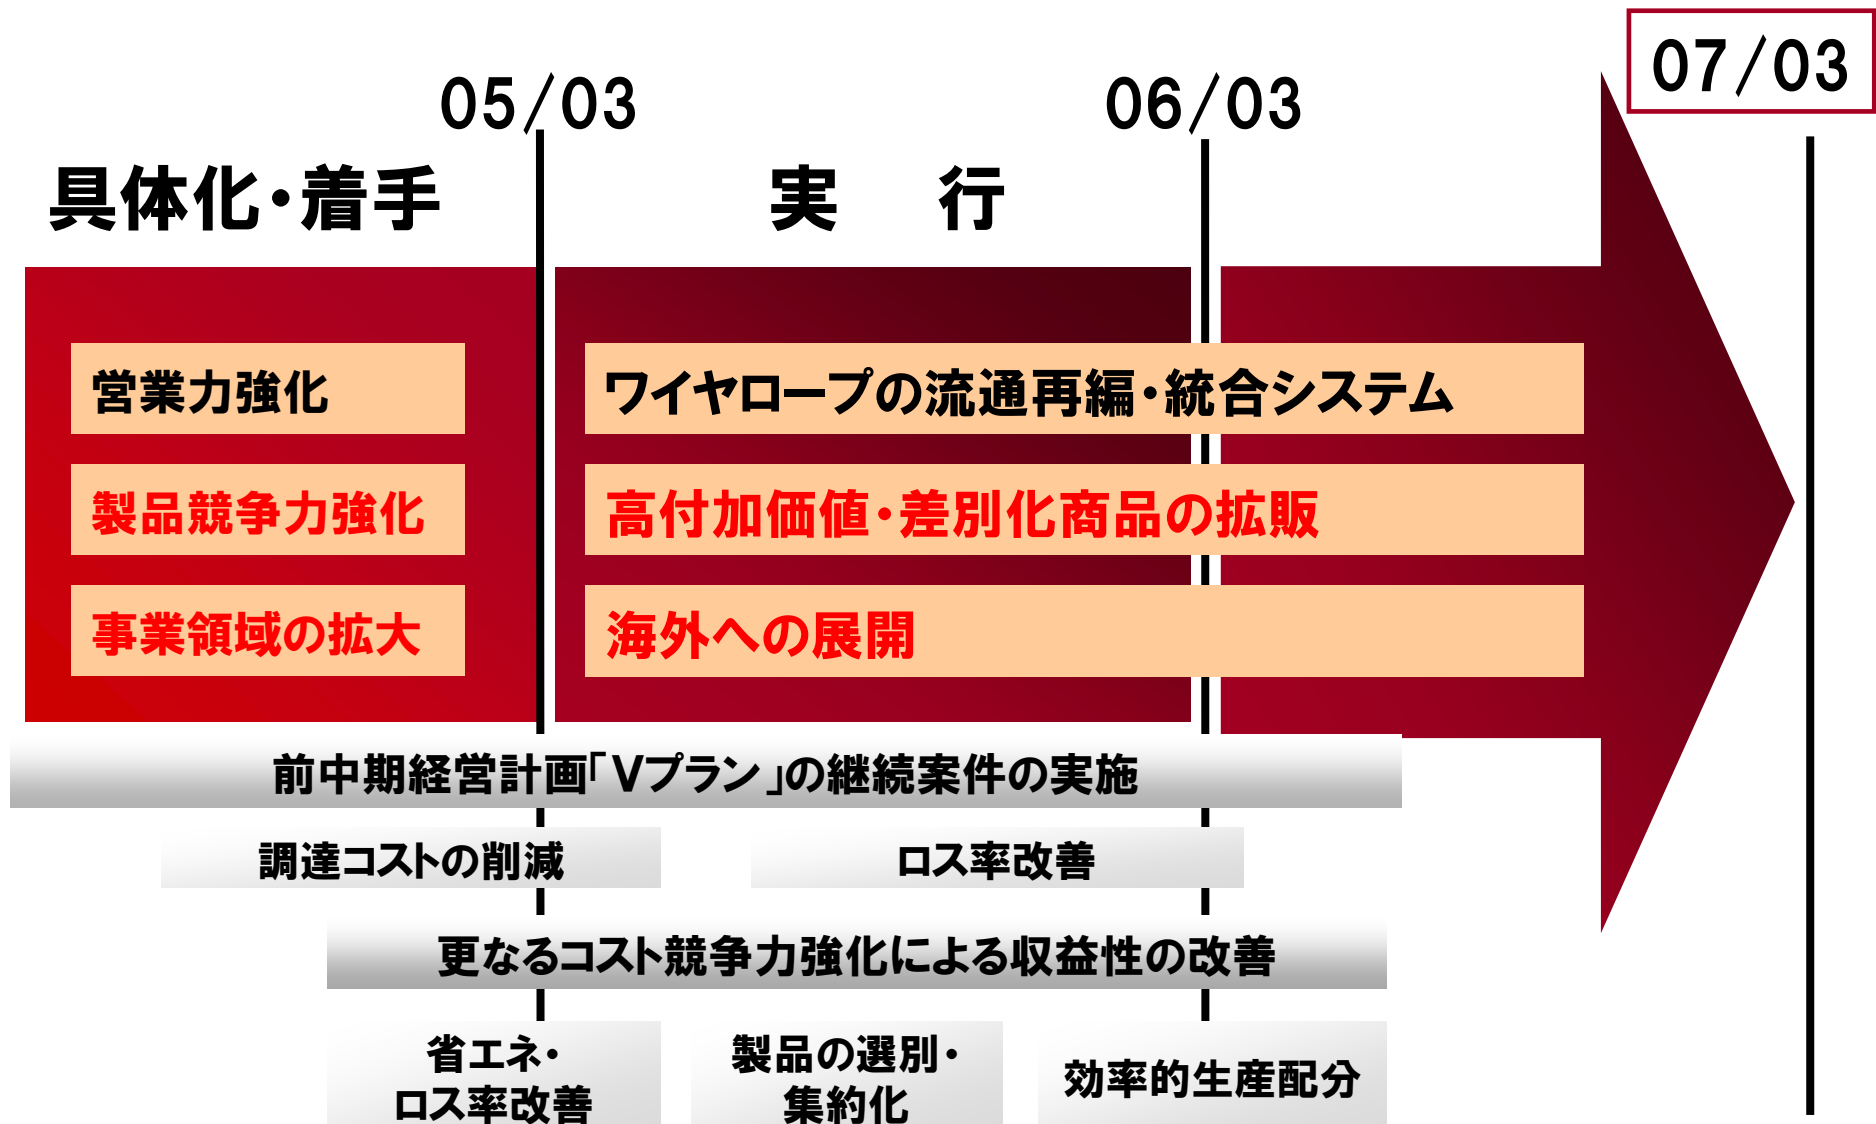 07/03
05/03
06/03
具体化・着手
実　行
営業力強化
ワイヤロープの流通再編・統合システム
製品競争力強化
高付加価値・差別化商品の拡販
事業領域の拡大
海外への展開
前中期経営計画「Vプラン」の継続案件の実施
調達コストの削減
ロス率改善
更なるコスト競争力強化による収益性の改善
省エネ・
ロス率改善
製品の選別・
集約化
効率的生産配分